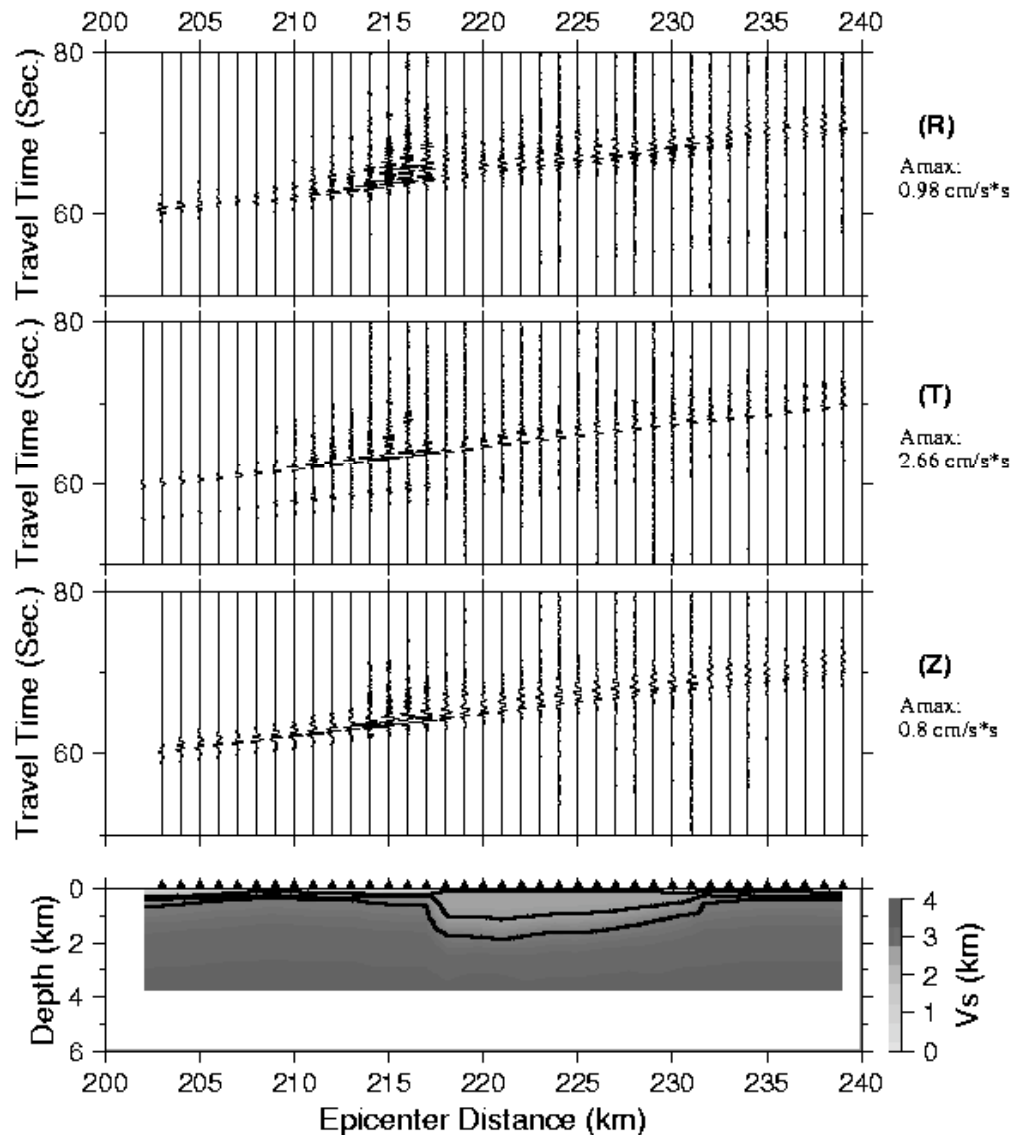 200 205 210 215 220 225 230 235 240
80
60
Travel Time (Sec.)
(R)
Amax:
0.98 cm/s*s
80
60
Travel Time (Sec.)
(T)
Amax:
2.66 cm/s*s
80
60
Travel Time (Sec.)
(Z)
Amax:
0.8 cm/s*s
0
2
4
6
Depth (km)
4
3
2
1
0
Vs (km)
200 205 210 215 220 225 230 235 240
Epicenter Distance (km)